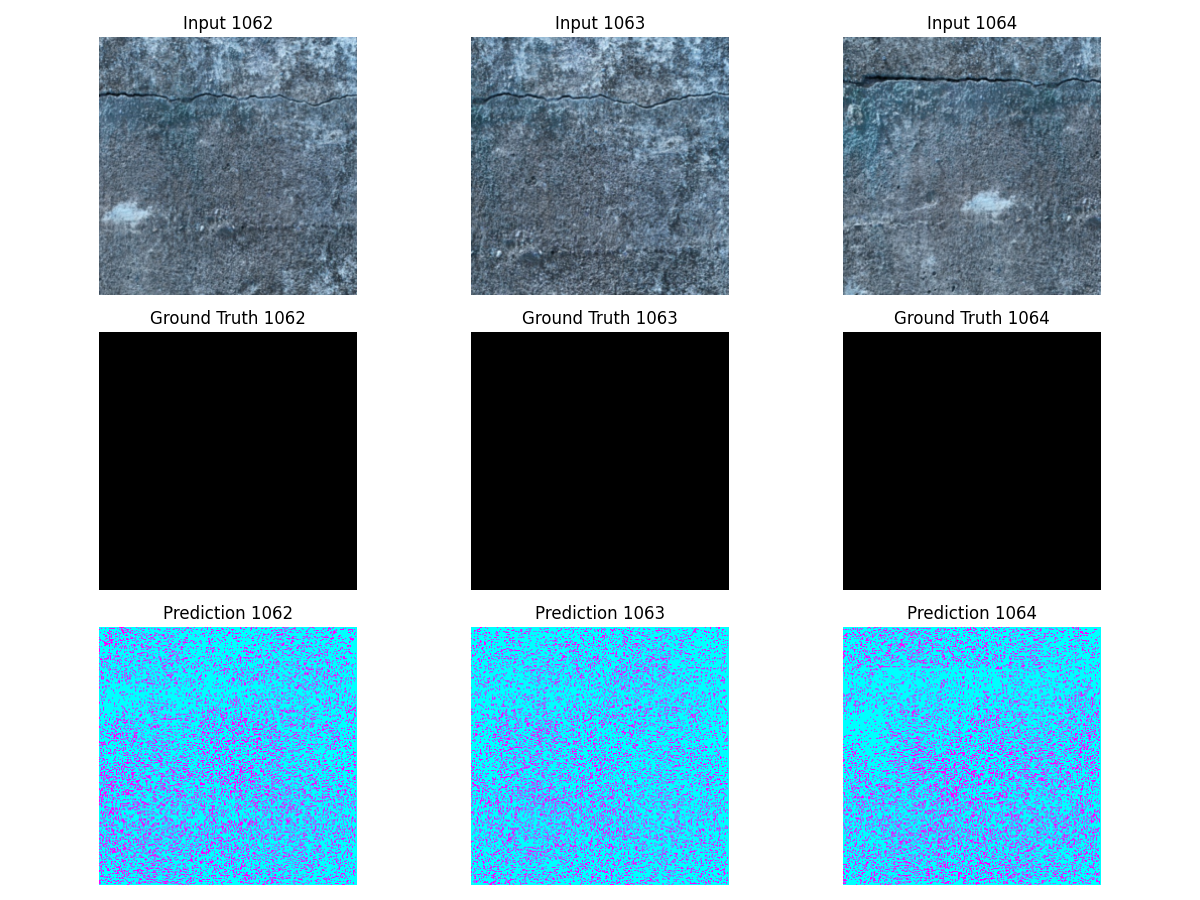 Input 1062
Input 1063
Input 1064
Ground Truth 1062
Ground Truth 1063
Ground Truth 1064
Prediction 1062
Prediction 1063
Prediction 1064